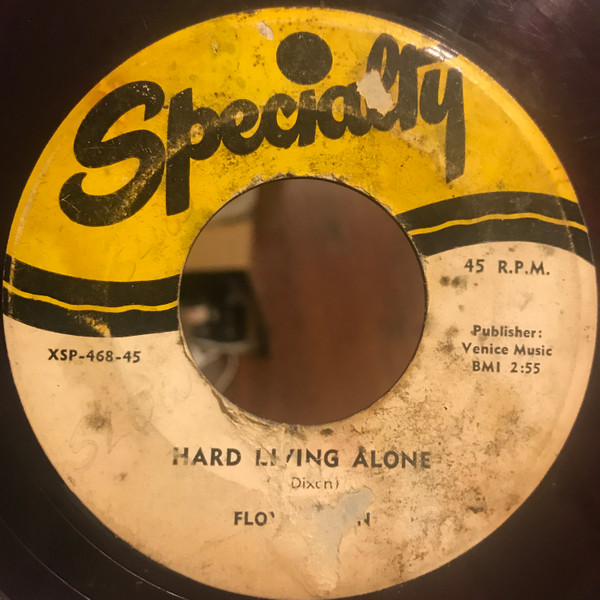 Specialty
45 R.P.M.
XSP-468-45
Publisher:
Venice Music
BMI 2:55
HARD LIVING ALONE
Dixon)